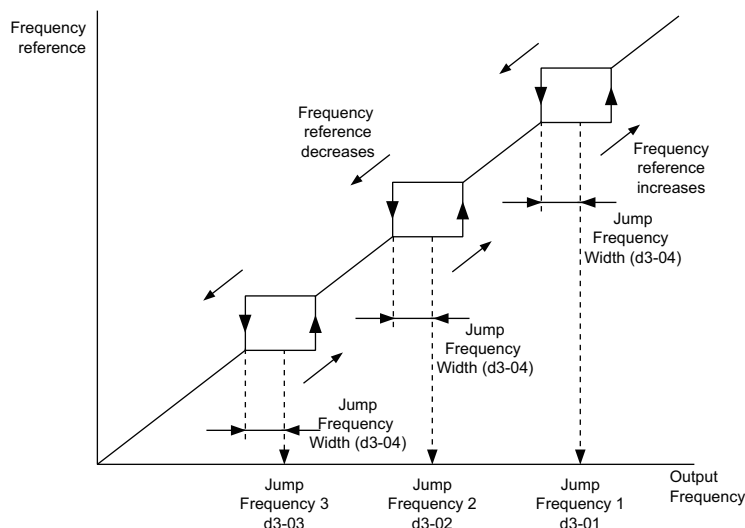 Frequency
reference
Frequency
reference
decreases
Frequency
reference
increases
Jump
Frequency
Width (d3-04)
Jump
Frequency
Width (d3-04)
Jump
Frequency
Width (d3-04)
Jump
Frequency 3
d3-03
Jump
Frequency 2
d3-02
Jump
Frequency 1
d3-01
Output
Frequency